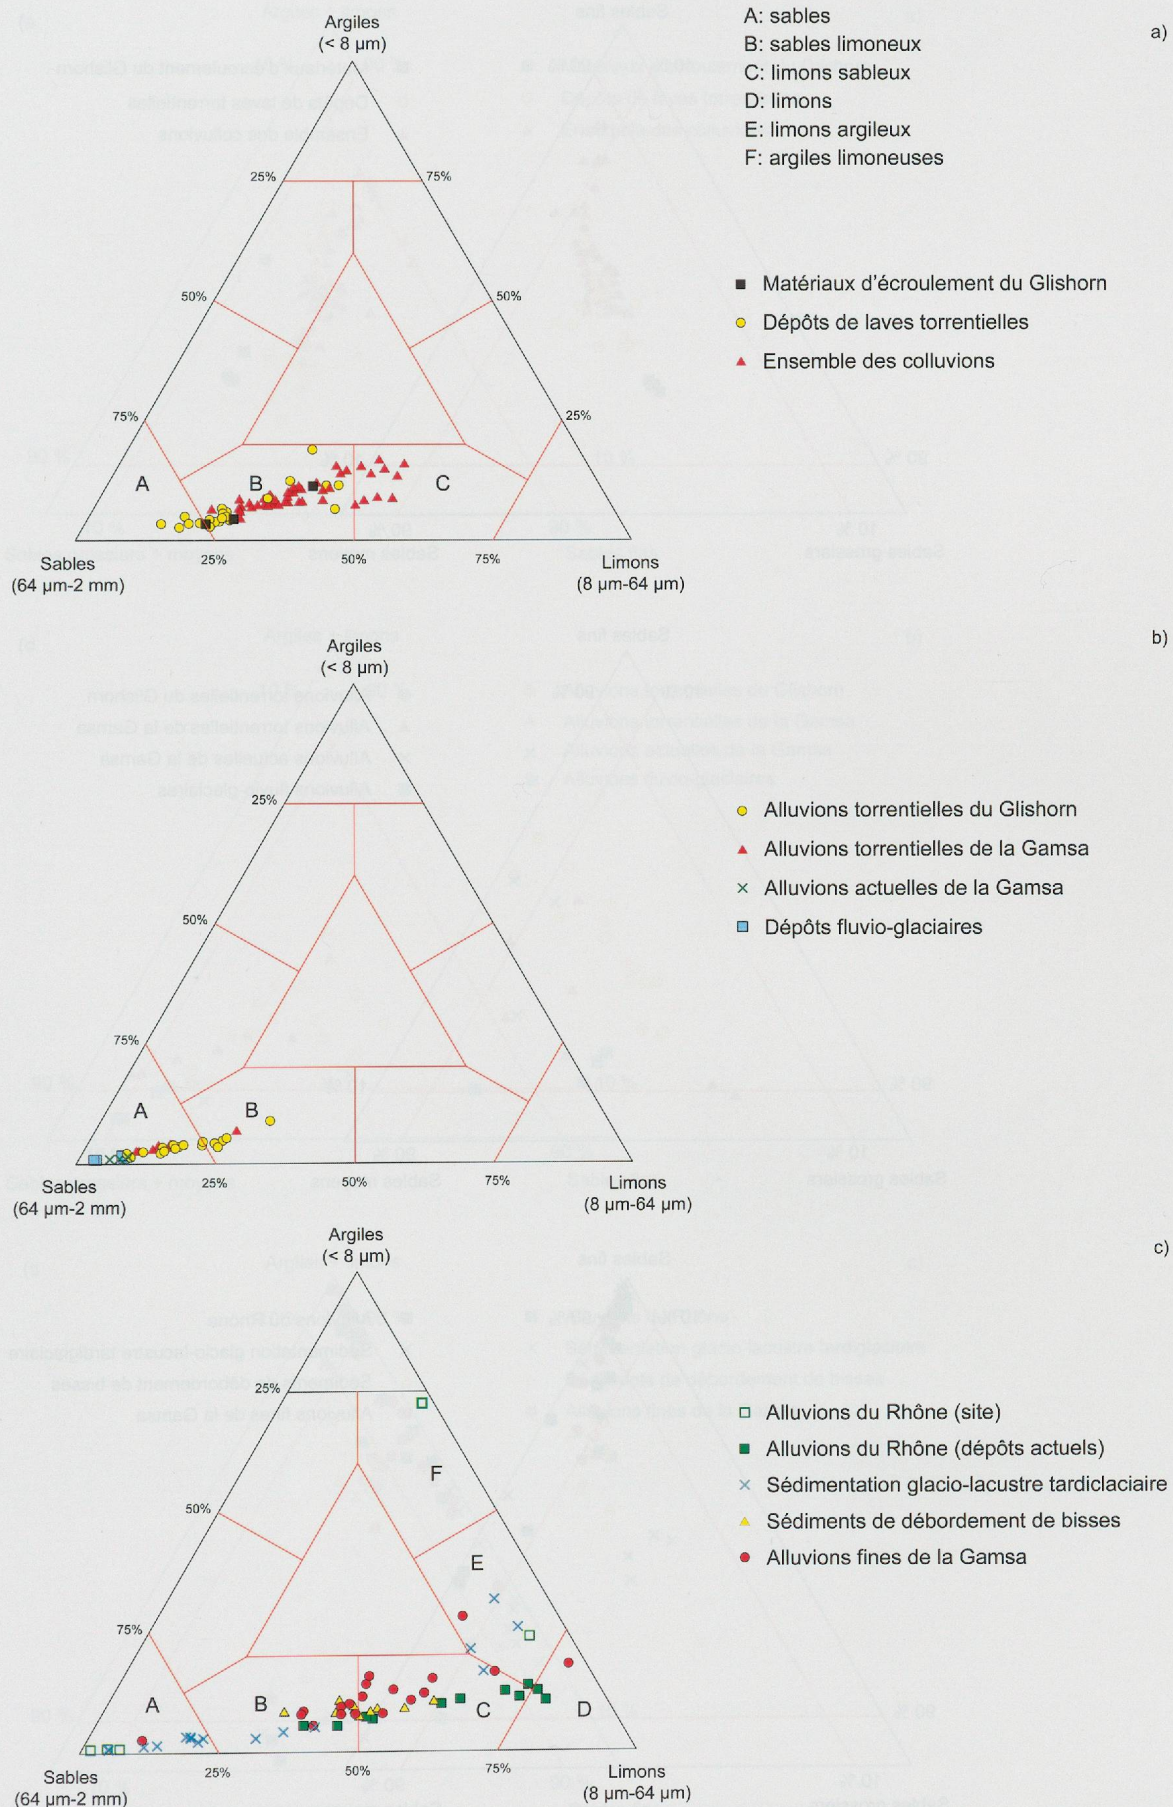 a)
Argiles
(< 8 µm)
A: sables
B: sables limoneux
C: limons sableux
D: limons
E: limons argileux
F: argiles limoneuses
25%
75%
50%
50%
75%
25%
A
B
C
Sables
(64 µm-2 mm)
25%
50%
75%
Limons
(8 µm-64 µm)
Matériaux d'écroulement du Glishorn
Dépôts de laves torrentielles
Ensemble des colluvions
b)
Argiles
(< 8 µm)
25%
50%
75%
A
B
Sables
(64 µm-2 mm)
25%
50%
75%
Limons
(8 µm-64 µm)
Alluvions torrentielles du Glishorn
Alluvions torrentielles de la Gamsa
Alluvions actuelles de la Gamsa
Dépôts fluvio-glaciaires
c)
Argiles
(< 8 µm)
25%
50%
75%
F
E
A
B
C
D
Sables
(64 µm-2 mm)
25%
50%
75%
Limons
(8 µm-64 µm)
Alluvions du Rhône (site)
Alluvions du Rhône (dépôts actuels)
Sédimentation glacio-lacustre tardiclaciaire
Sédiments de débordement de bisses
Alluvions fines de la Gamsa